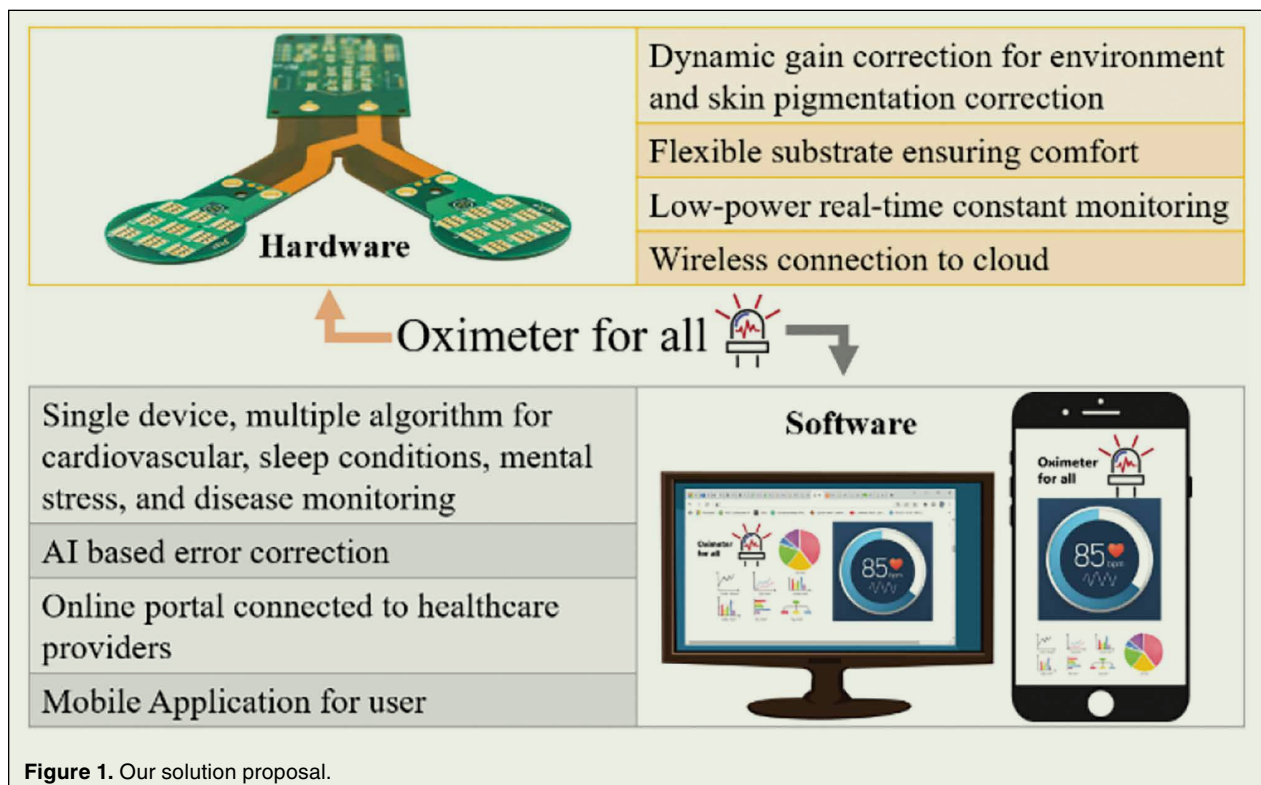 Dynamic gain correction for environment
and skin pigmentation correction
Flexible substrate ensuring comfort
Low-power real-time constant monitoring
Wireless connection to cloud
Hardware
Oximeter for all
Single device, multiple algorithm for
cardiovascular, sleep conditions, mental
stress, and disease monitoring
AI based error correction
Online portal connected to healthcare
providers
Mobile Application for user
Software
Oximeter
for all
85
bpm
Oximeter
for all
85
bpm
Figure 1. Our solution proposal.